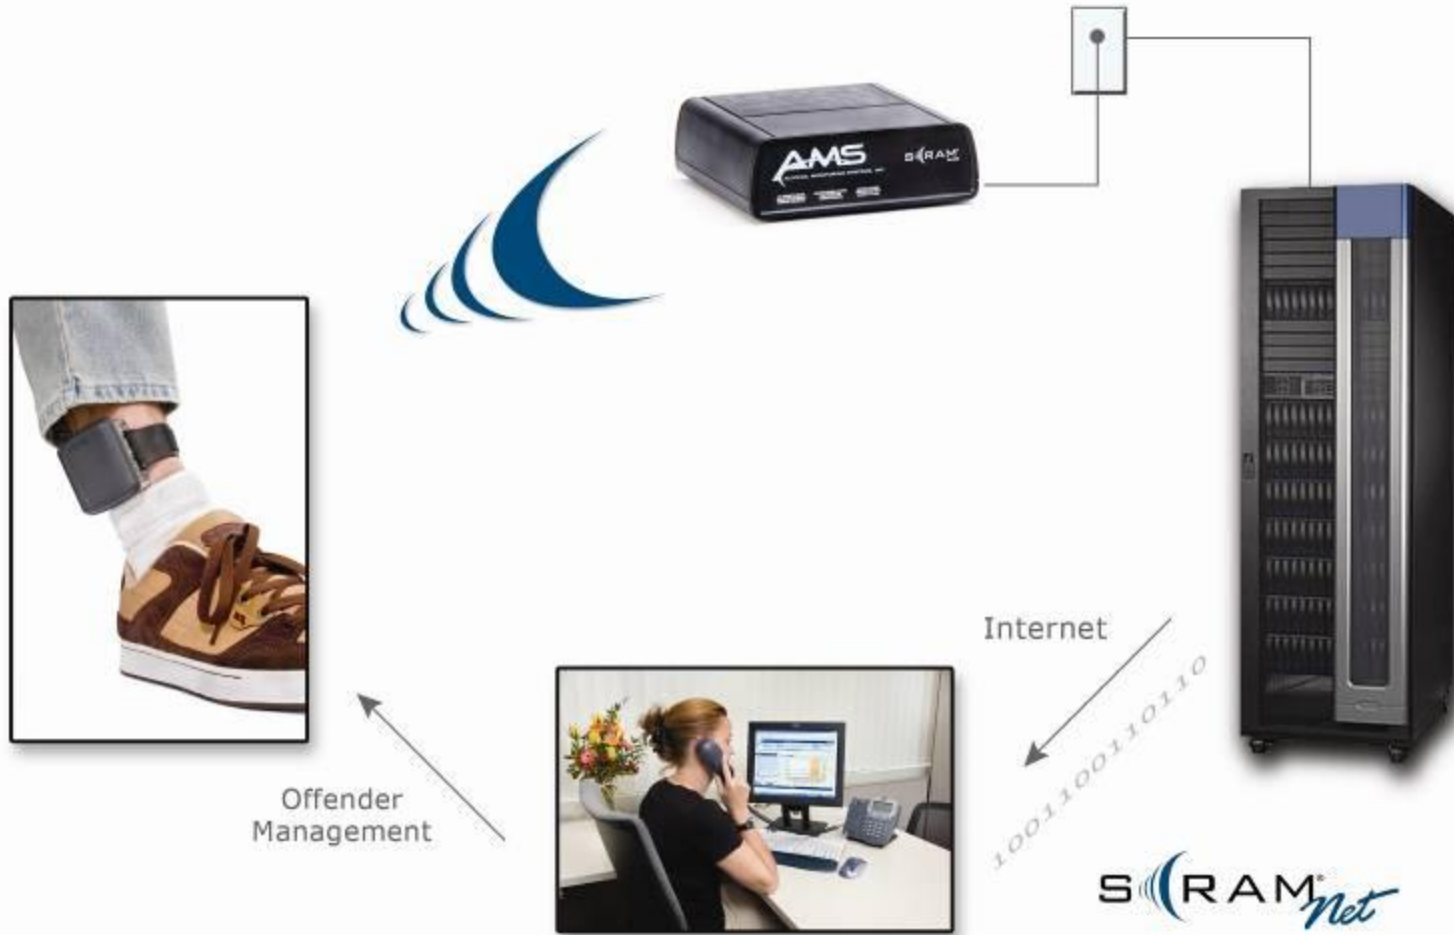 AMS
SCRAM
Internet
1001100110110
Offender
Management
SCRAM® Net